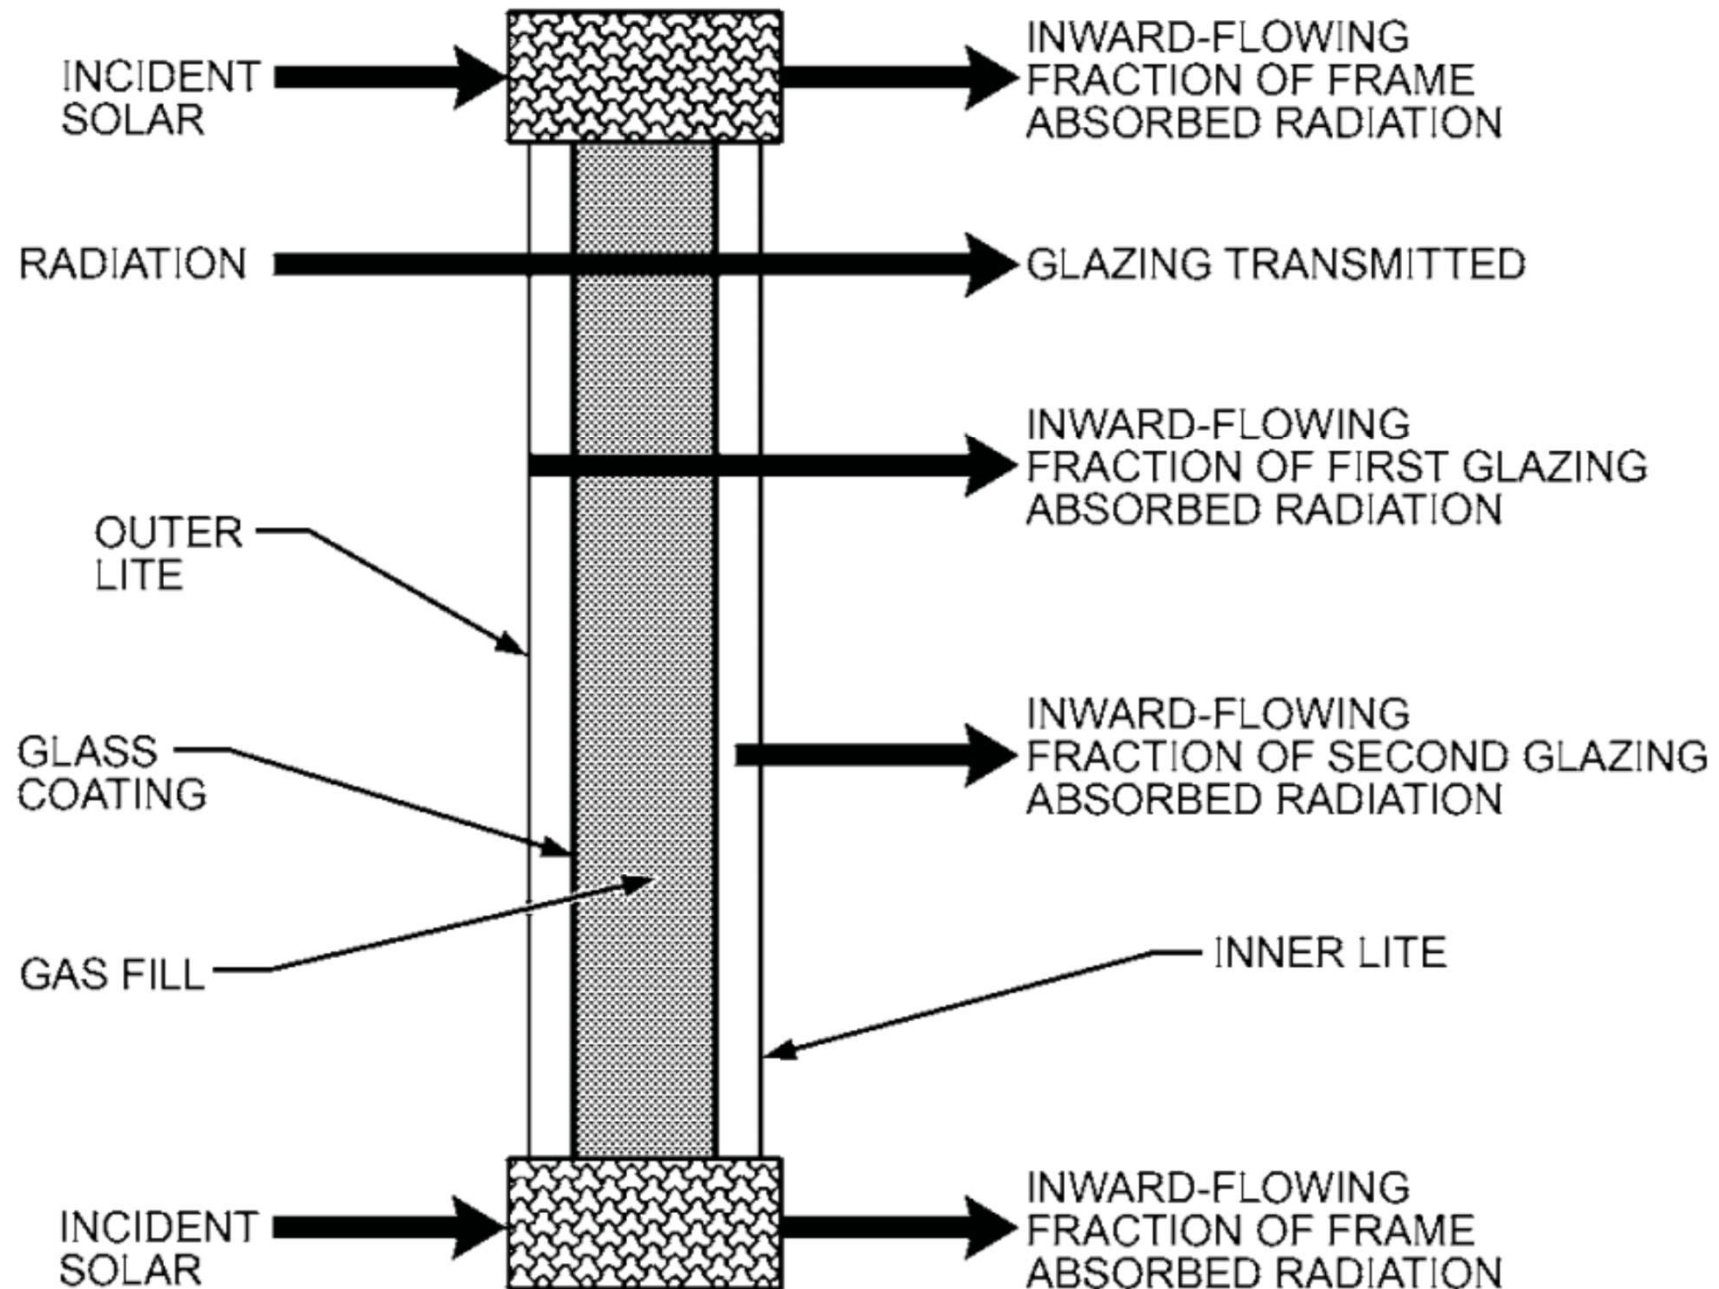 INCIDENT
SOLAR
INWARD-FLOWING
FRACTION OF FRAME
ABSORBED RADIATION
RADIATION
GLAZING TRANSMITTED
INWARD-FLOWING
FRACTION OF FIRST GLAZING
ABSORBED RADIATION
OUTER
LITE
GLASS
COATING
INWARD-FLOWING
FRACTION OF SECOND GLAZING
ABSORBED RADIATION
GAS FILL
INNER LITE
INCIDENT
SOLAR
INWARD-FLOWING
FRACTION OF FRAME
ABSORBED RADIATION